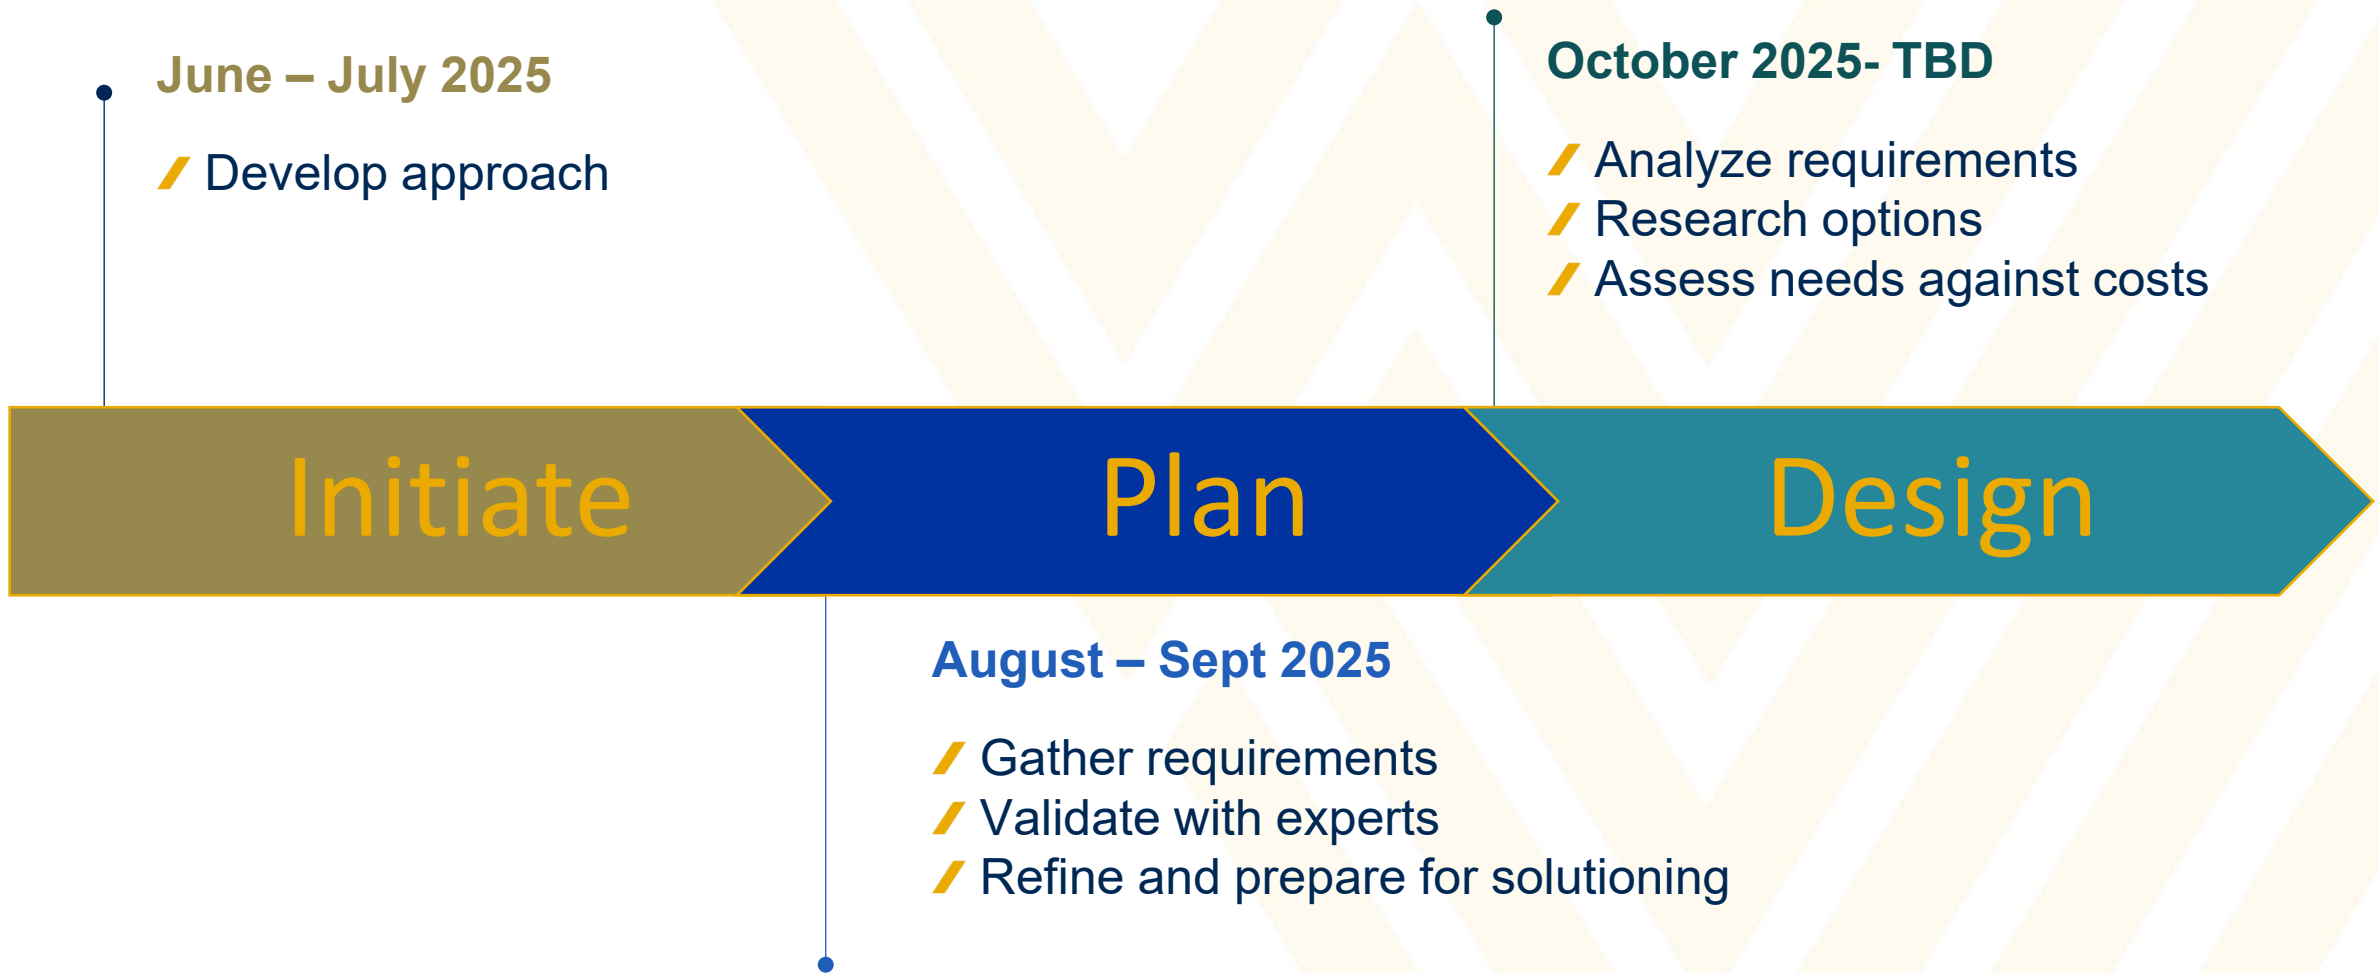 June – July 2025
Develop approach
October 2025- TBD
Analyze requirements
Research options
Assess needs against costs
Initiate
Plan
Design
August – Sept 2025
Gather requirements
Validate with experts
Refine and prepare for solutioning